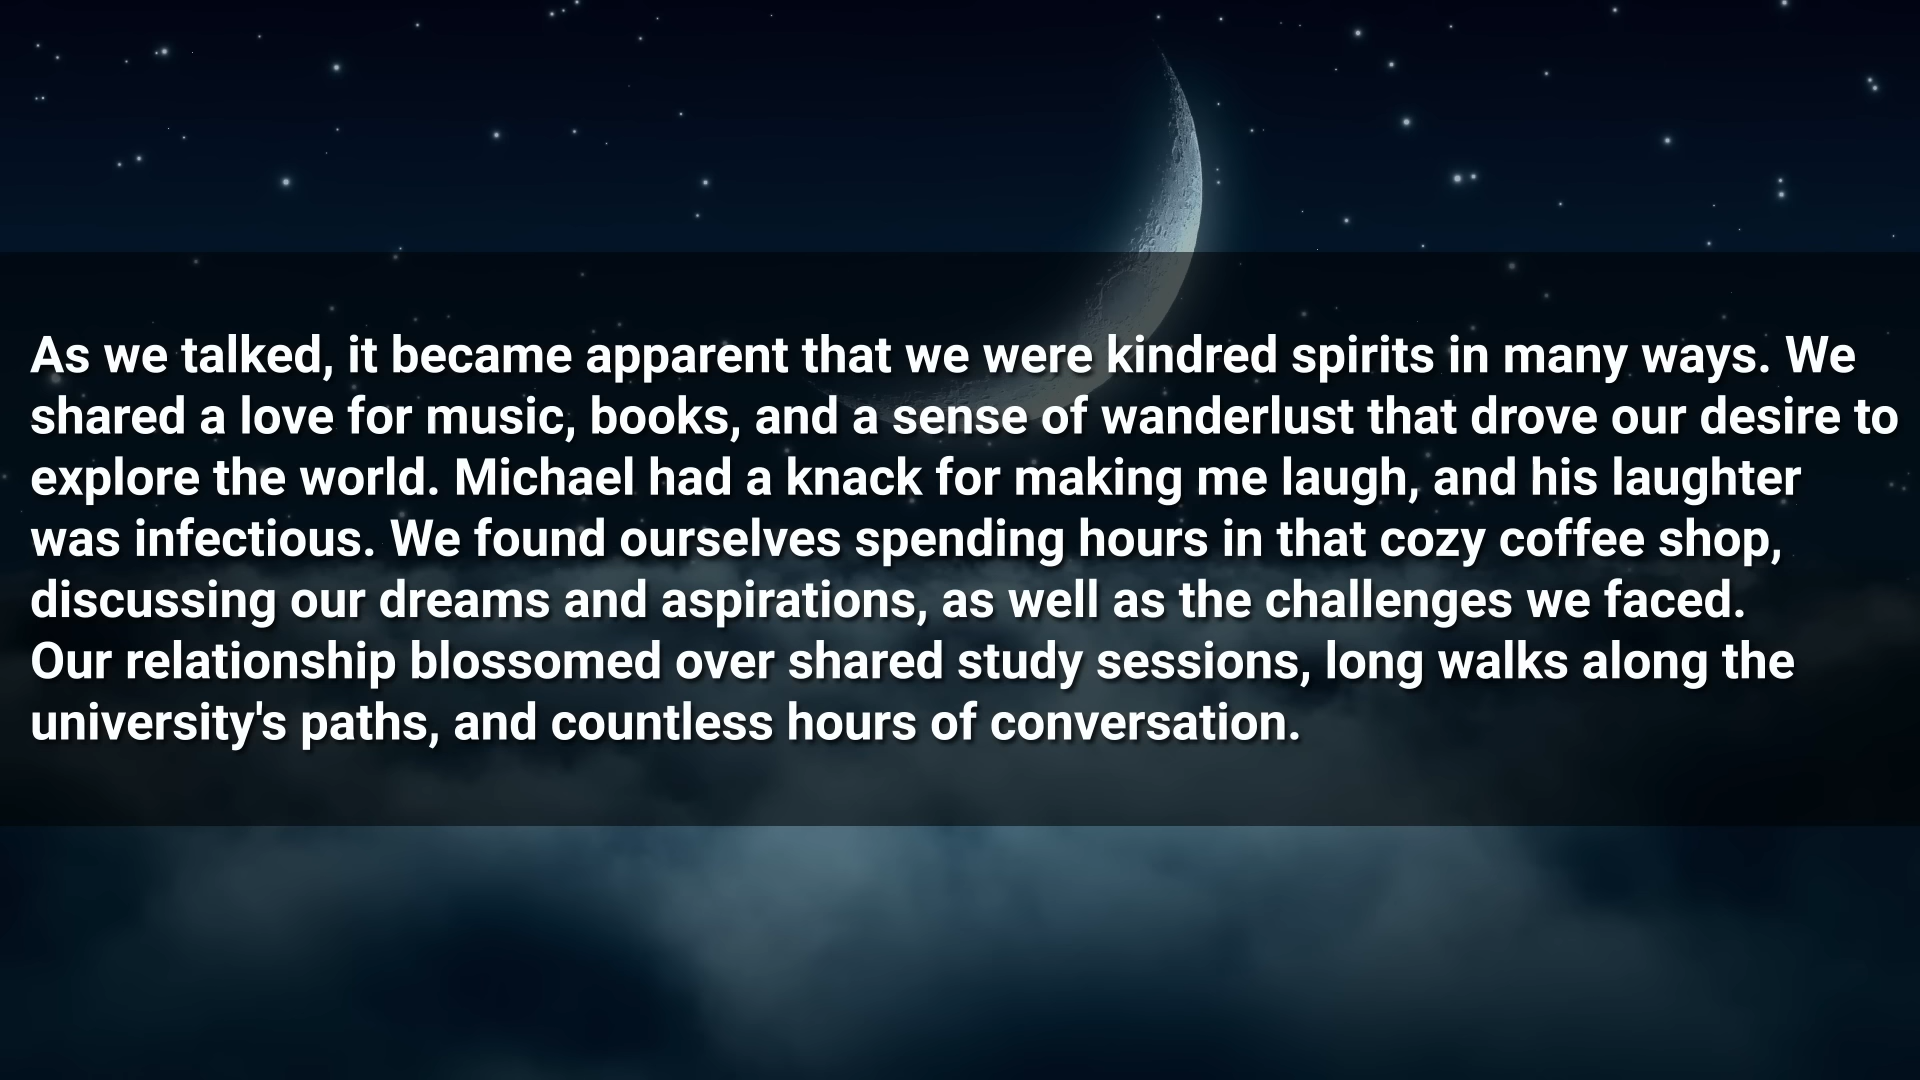 As we talked, it became apparent that we were kindred spirits in many ways. We
shared a love for music, books, and a sense of wanderlust that drove our desire to
explore the world. Michael had a knack for making me laugh, and his laughter
was infectious. We found ourselves spending hours in that cozy coffee shop,
discussing our dreams and aspirations, as well as the challenges we faced.
Our relationship blossomed over shared study sessions, long walks along the
university's paths, and countless hours of conversation.